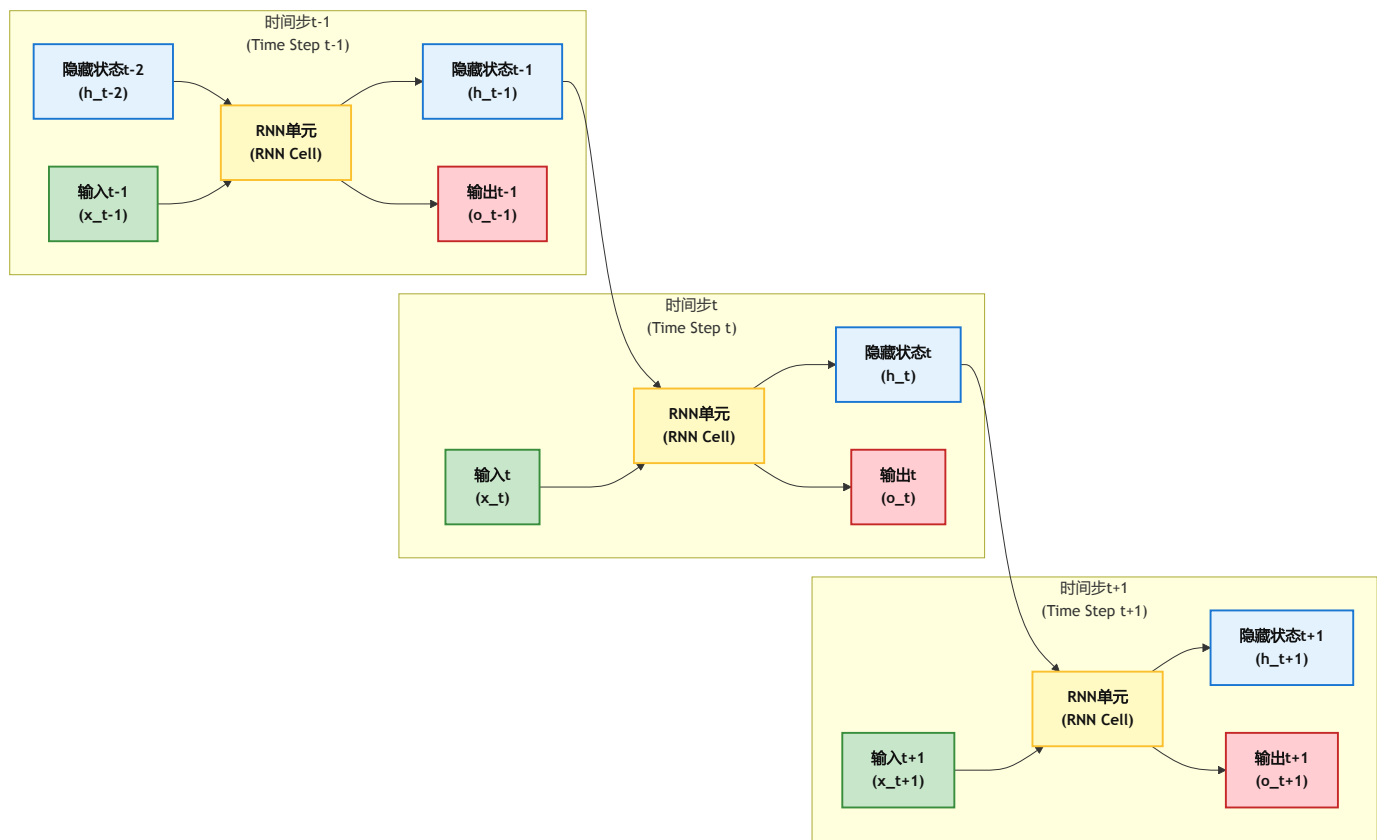 时间步t-1
(Time Step t-1)
隐藏状态t-2
(h_t-2)
隐藏状态t-1
(h_t-1)
RNN单元
(RNN Cell)
输入t-1
(x_t-1)
输出t-1
(o_t-1)
时间步t
(Time Step t)
隐藏状态t
(h_t)
RNN单元
(RNN Cell)
输入t
(x_t)
输出t
(o_t)
时间步t+1
(Time Step t+1)
隐藏状态t+1
(h_t+1)
RNN单元
(RNN Cell)
输入t+1
(x_t+1)
输出t+1
(o_t+1)